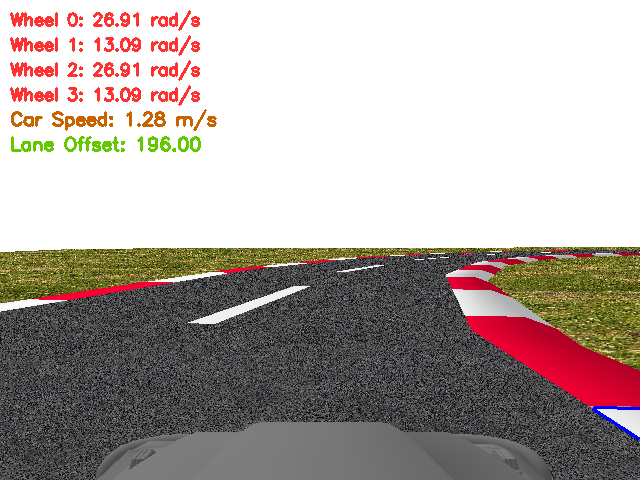 Wheel 0: 26.91 rad/s
Wheel 1: 13.09 rad/s
Wheel 2: 26.91 rad/s
Wheel 3: 13.09 rad/s
Car Speed: 1.28 m/s
Lane Offset: 196.00